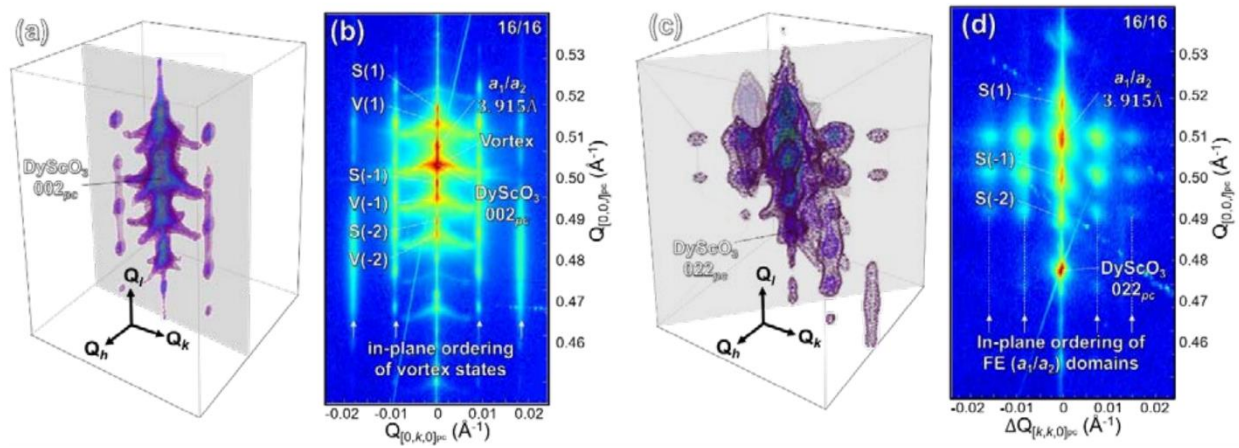 (a)
DyScO₃
002pc
Ql
Qh
Qk
(b)
16/16
S(1)
V(1)
S(-1)
V(-1)
S(-2)
V(-2)
a₁/a₂
3.915Å
Vortex
DyScO₃
002pc
in-plane ordering
of vortex states
0.53
0.52
0.51
0.50
0.49
0.48
0.47
0.46
Q[0,0,l]pc (Å⁻¹)
-0.02
-0.01
0
0.01
0.02
Q[0,k,0]pc (Å⁻¹)
(c)
DyScO₃
022pc
Ql
Qh
Qk
(d)
16/16
S(1)
S(-1)
S(-2)
a₁/a₂
3.915Å
DyScO₃
022pc
In-plane ordering of
FE (a₁/a₂) domains
0.53
0.52
0.51
0.50
0.49
0.48
0.47
0.46
Q[0,0,l]pc (Å⁻¹)
-0.02
-0.01
0
0.01
0.02
ΔQ[k,k,0]pc (Å⁻¹)